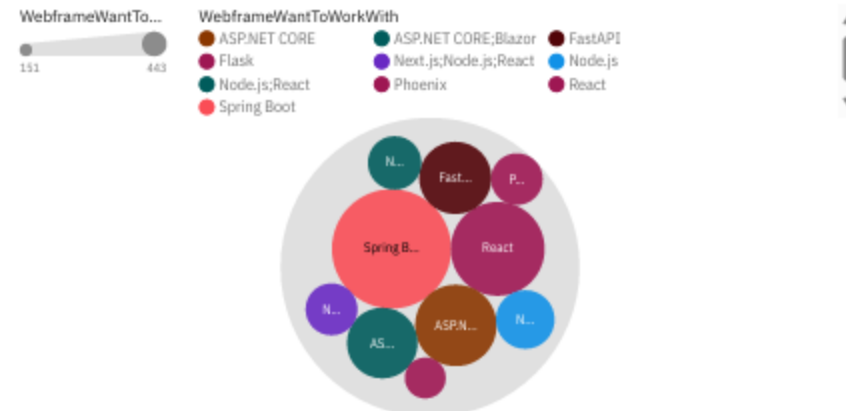 WebframeWantTo...
151
443
WebframeWantToWorkWith
ASP.NET CORE
ASP.NET CORE;Blazor
FastAPI
Flask
Next.js;Node.js;React
Node.js
Node.js;React
Phoenix
React
Spring Boot
N...
Fast...
P...
Spring B...
React
N...
ASP.N...
N...
AS...